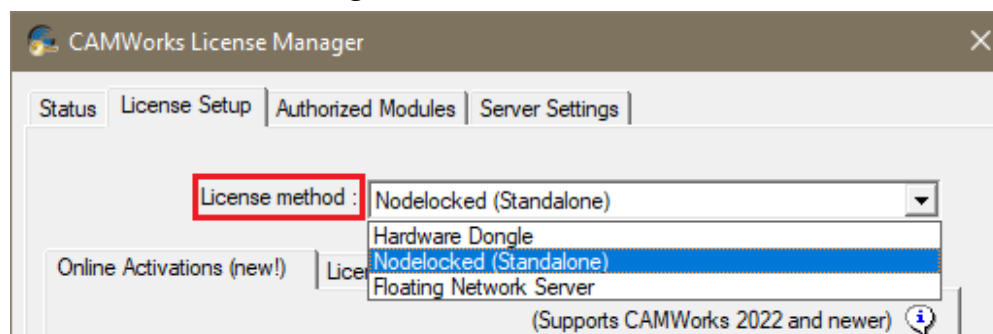 CAMWorks License Manager
Status License Setup Authorized Modules Server Settings
License method : Nodelocked (Standalone)
Hardware Dongle
Online Activations (new!) Nodelocked (Standalone)
Floating Network Server
(Supports CAMWorks 2022 and newer)